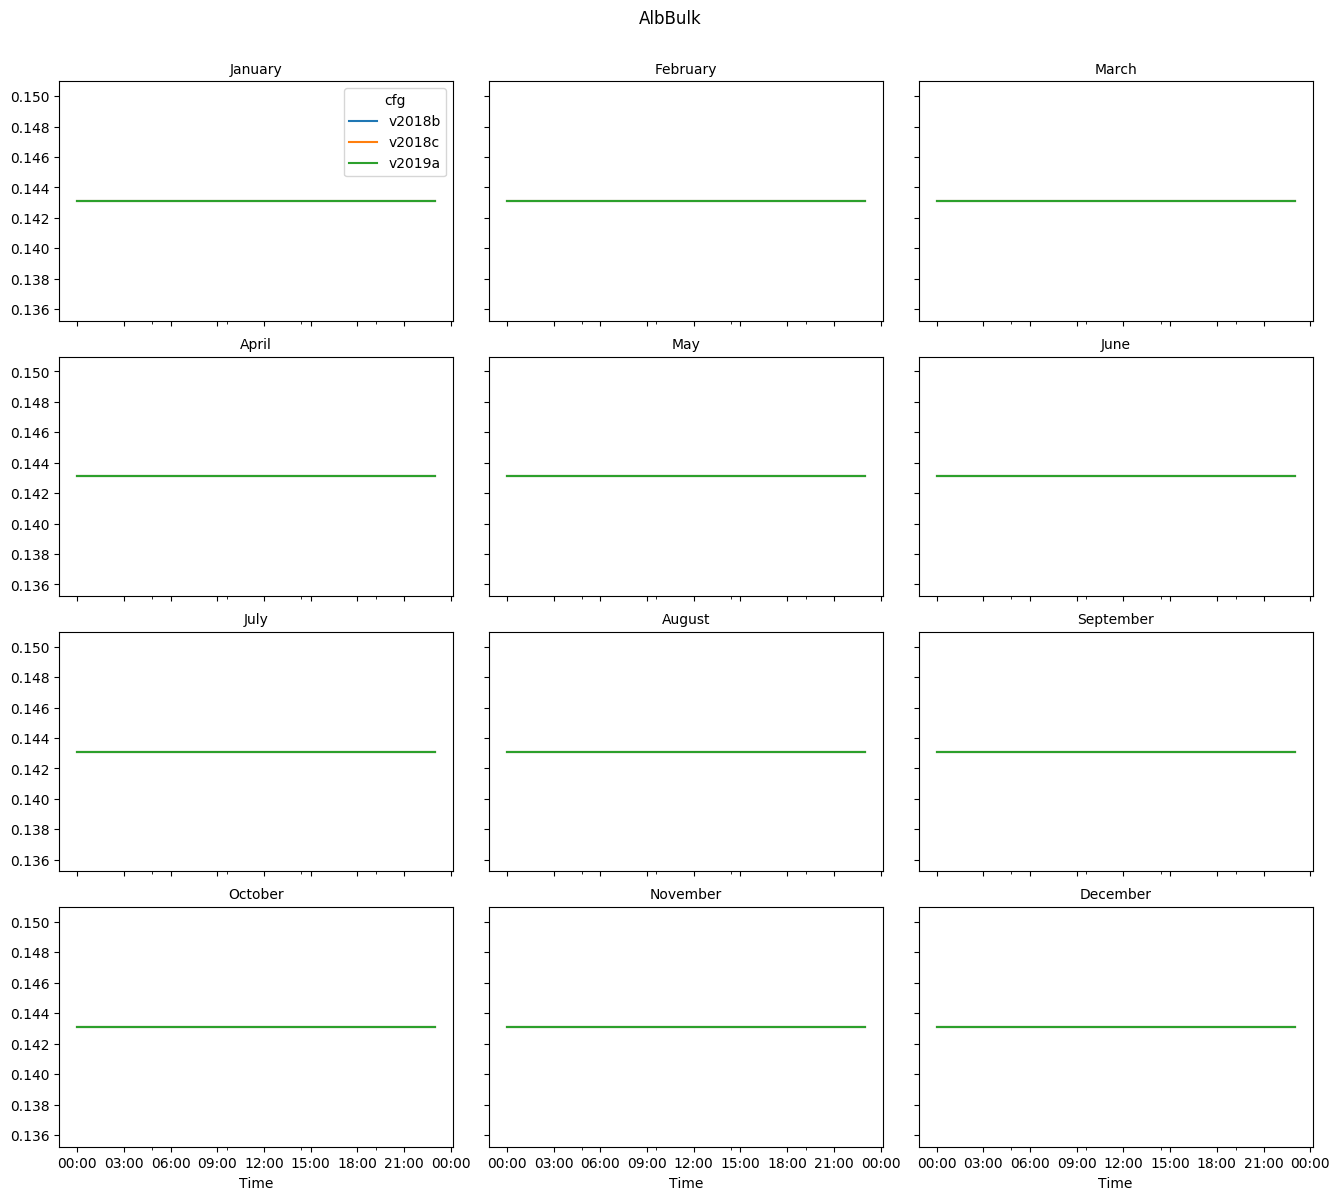 AlbBulk
January February March
0.150
0.148
0.146
0.144
0.142
0.140
0.138
0.136
cfg
v2018b
v2018c
v2019a
April May June
0.150
0.148
0.146
0.144
0.142
0.140
0.138
0.136
July August September
0.150
0.148
0.146
0.144
0.142
0.140
0.138
0.136
October November December
0.150
0.148
0.146
0.144
0.142
0.140
0.138
0.136
00:00 03:00 06:00 09:00 12:00 15:00 18:00 21:00 00:00 00:00 03:00 06:00 09:00 12:00 15:00 18:00 21:00 00:00 00:00 03:00 06:00 09:00 12:00 15:00 18:00 21:00 00:00
Time Time Time